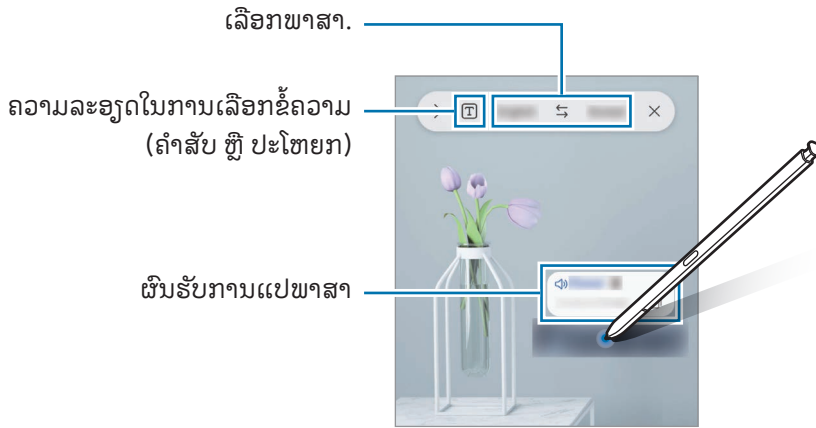 ເລືອກພາສາ.
ຄວາມລະອຽດໃນການເລືອກຂໍ້ຄວາມ
(ຄຳສັບ ຫຼື ປະໂຫຍກ)
T
ຜົນຮັບການແປພາສາ